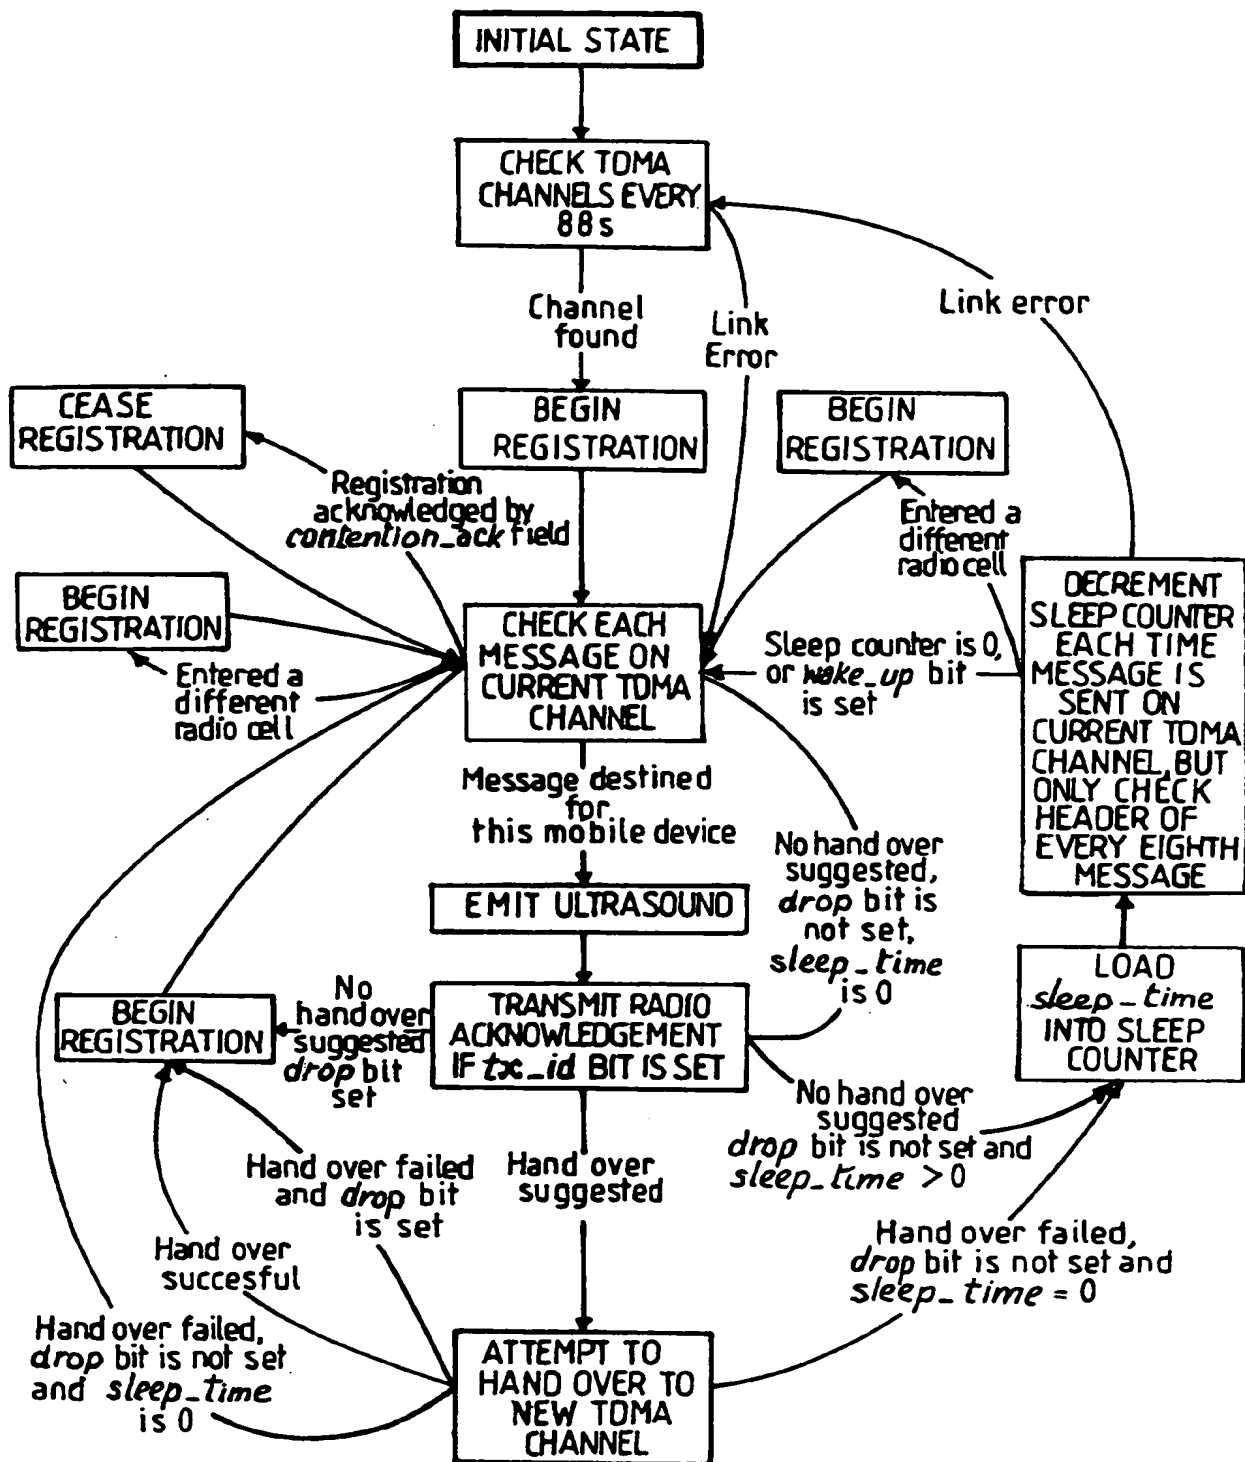 INITIAL STATE
CHECK TDMA
CHANNELS EVERY
88s
Channel
found
Link
Error
Link error
CEASE
REGISTRATION
BEGIN
REGISTRATION
BEGIN
REGISTRATION
Registration
acknowledged by
contention_ack field
Entered a
different
radio cell
BEGIN
REGISTRATION
Entered a
different
radio cell
CHECK EACH
MESSAGE ON
CURRENT TDMA
CHANNEL
Sleep counter is 0,
or wake_up bit
is set
DECREMENT
SLEEP COUNTER
EACH TIME
MESSAGE IS
SENT ON
CURRENT TDMA
CHANNEL, BUT
ONLY CHECK
HEADER OF
EVERY EIGHTH
MESSAGE
Message destined
for
this mobile device
No hand over
suggested,
drop bit is
not set,
sleep_time
is 0
EMIT ULTRASOUND
LOAD
sleep_time
INTO SLEEP
COUNTER
BEGIN
REGISTRATION
No
hand over
suggested
drop bit
set
TRANSMIT RADIO
ACKNOWLEDGEMENT
IF tx_id BIT IS SET
No hand over
suggested
drop bit is not set and
sleep_time > 0
Hand over failed
and drop bit
is set
Hand over
suggested
Hand over
succesful
Hand over failed,
drop bit is not set and
sleep_time = 0
Hand over failed,
drop bit is not set
and sleep_time
is 0
ATTEMPT TO
HAND OVER TO
NEW TDMA
CHANNEL